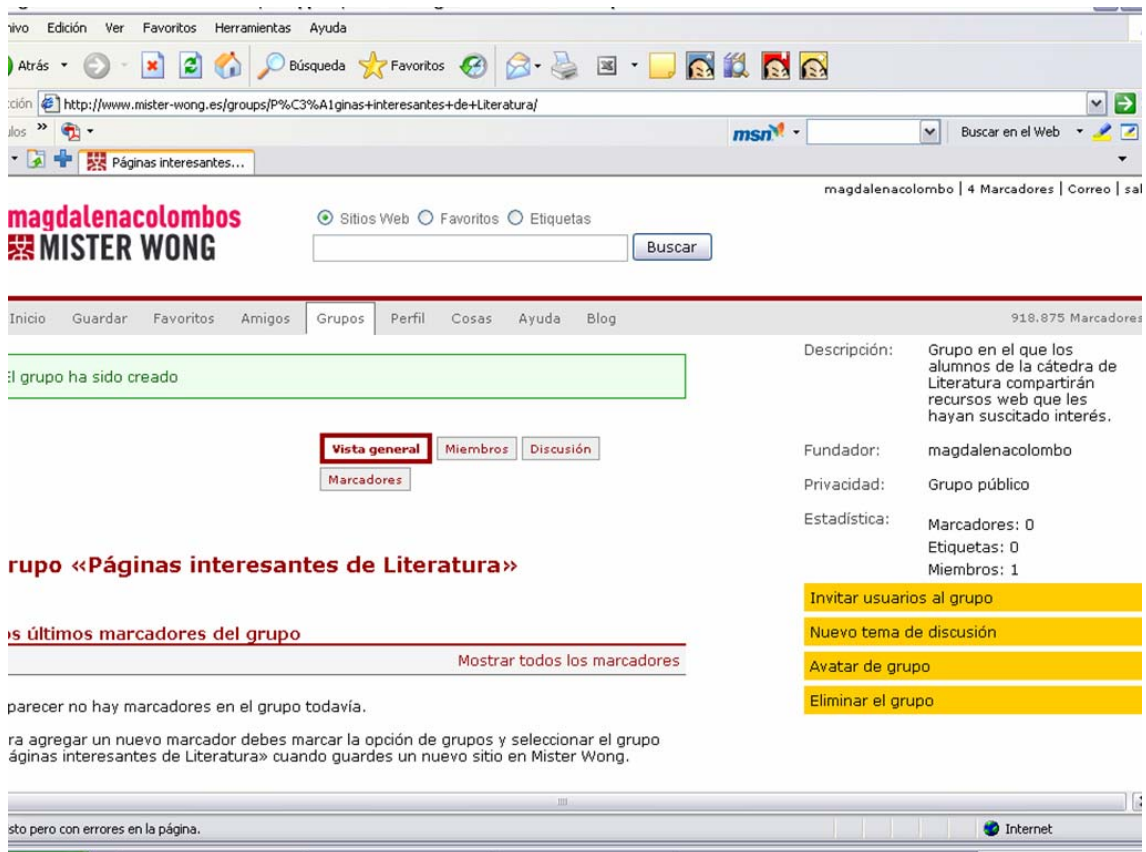 Edición Ver Favoritos Herramientas Ayuda
Atrás Búsqueda Favoritos
http://www.mister-wong.es/groups/P%C3%A1ginas+interesantes+de+Literatura/
msn Buscar en el Web
Páginas interesantes...
magdalenacolombo | 4 Marcadores | Correo | sal
magdalenacolombos
MISTER WONG
Sitios Web Favoritos Etiquetas
Buscar
Inicio Guardar Favoritos Amigos Grupos Perfil Cosas Ayuda Blog 918.875 Marcadores
El grupo ha sido creado
Vista general Miembros Discusión
Marcadores
rupo «Páginas interesantes de Literatura»
os últimos marcadores del grupo
Mostrar todos los marcadores
parecer no hay marcadores en el grupo todavía.
ra agregar un nuevo marcador debes marcar la opción de grupos y seleccionar el grupo
áginas interesantes de Literatura» cuando guardes un nuevo sitio en Mister Wong.
Descripción: Grupo en el que los
alumnos de la cátedra de
Literatura compartirán
recursos web que les
hayan suscitado interés.
Fundador: magdalenacolombo
Privacidad: Grupo público
Estadística: Marcadores: 0
Etiquetas: 0
Miembros: 1
Invitar usuarios al grupo
Nuevo tema de discusión
Avatar de grupo
Eliminar el grupo
sto pero con errores en la página. Internet